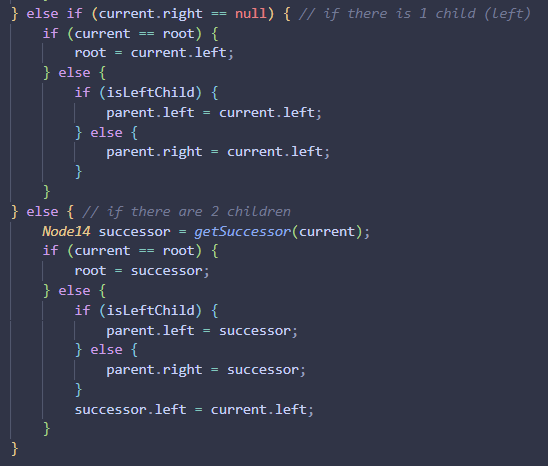 } else if (current.right == null) { // if there is 1 child (left)
    if (current == root) {
        root = current.left;
    } else {
        if (isLeftChild) {
            parent.left = current.left;
        } else {
            parent.right = current.left;
        }
    }
} else { // if there are 2 children
    Node14 successor = getSuccessor(current);
    if (current == root) {
        root = successor;
    } else {
        if (isLeftChild) {
            parent.left = successor;
        } else {
            parent.right = successor;
        }
        successor.left = current.left;
    }
}